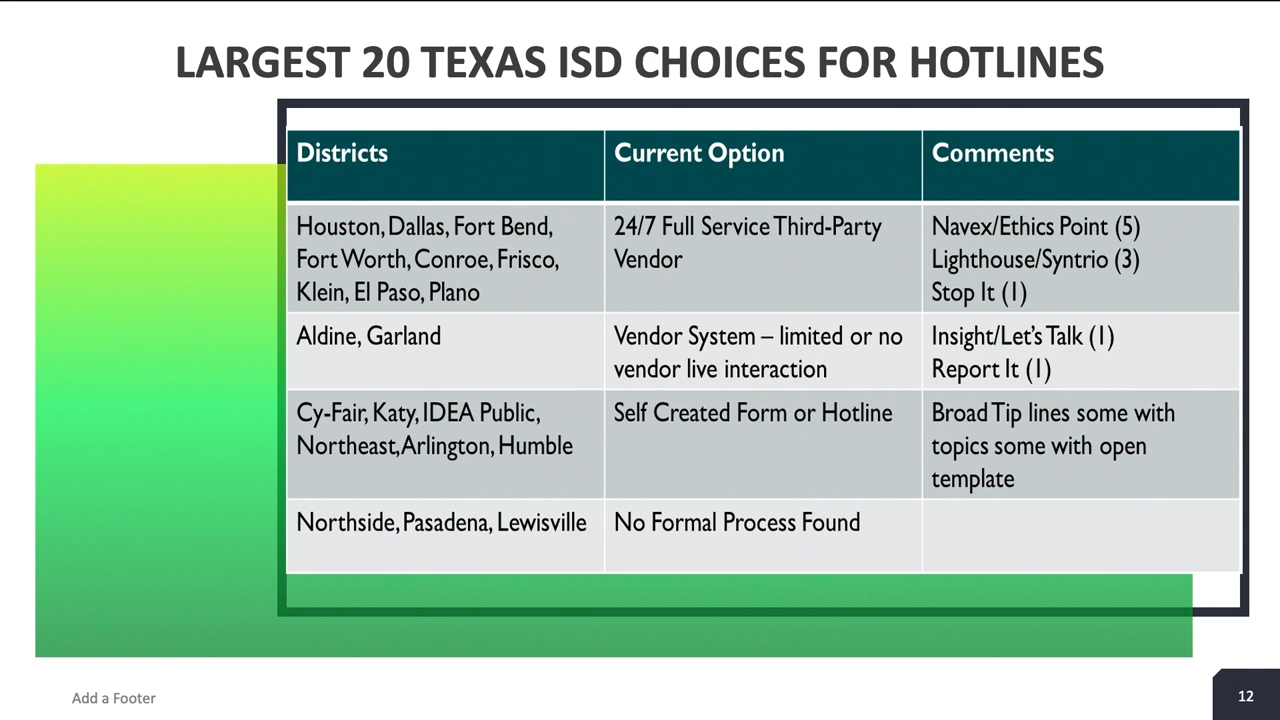 LARGEST 20 TEXAS ISD CHOICES FOR HOTLINES
Districts
Current Option
Comments
Houston, Dallas, Fort Bend,
Fort Worth, Conroe, Frisco,
Klein, El Paso, Plano
24/7 Full Service Third-Party
Vendor
Navex/Ethics Point (5)
Lighthouse/Syntrio (3)
Stop It (1)
Aldine, Garland
Vendor System – limited or no
vendor live interaction
Insight/Let's Talk (1)
Report It (1)
Cy-Fair, Katy, IDEA Public,
Northeast,Arlington, Humble
Self Created Form or Hotline
Broad Tip lines some with
topics some with open
template
Northside, Pasadena, Lewisville
No Formal Process Found
Add a Footer
12